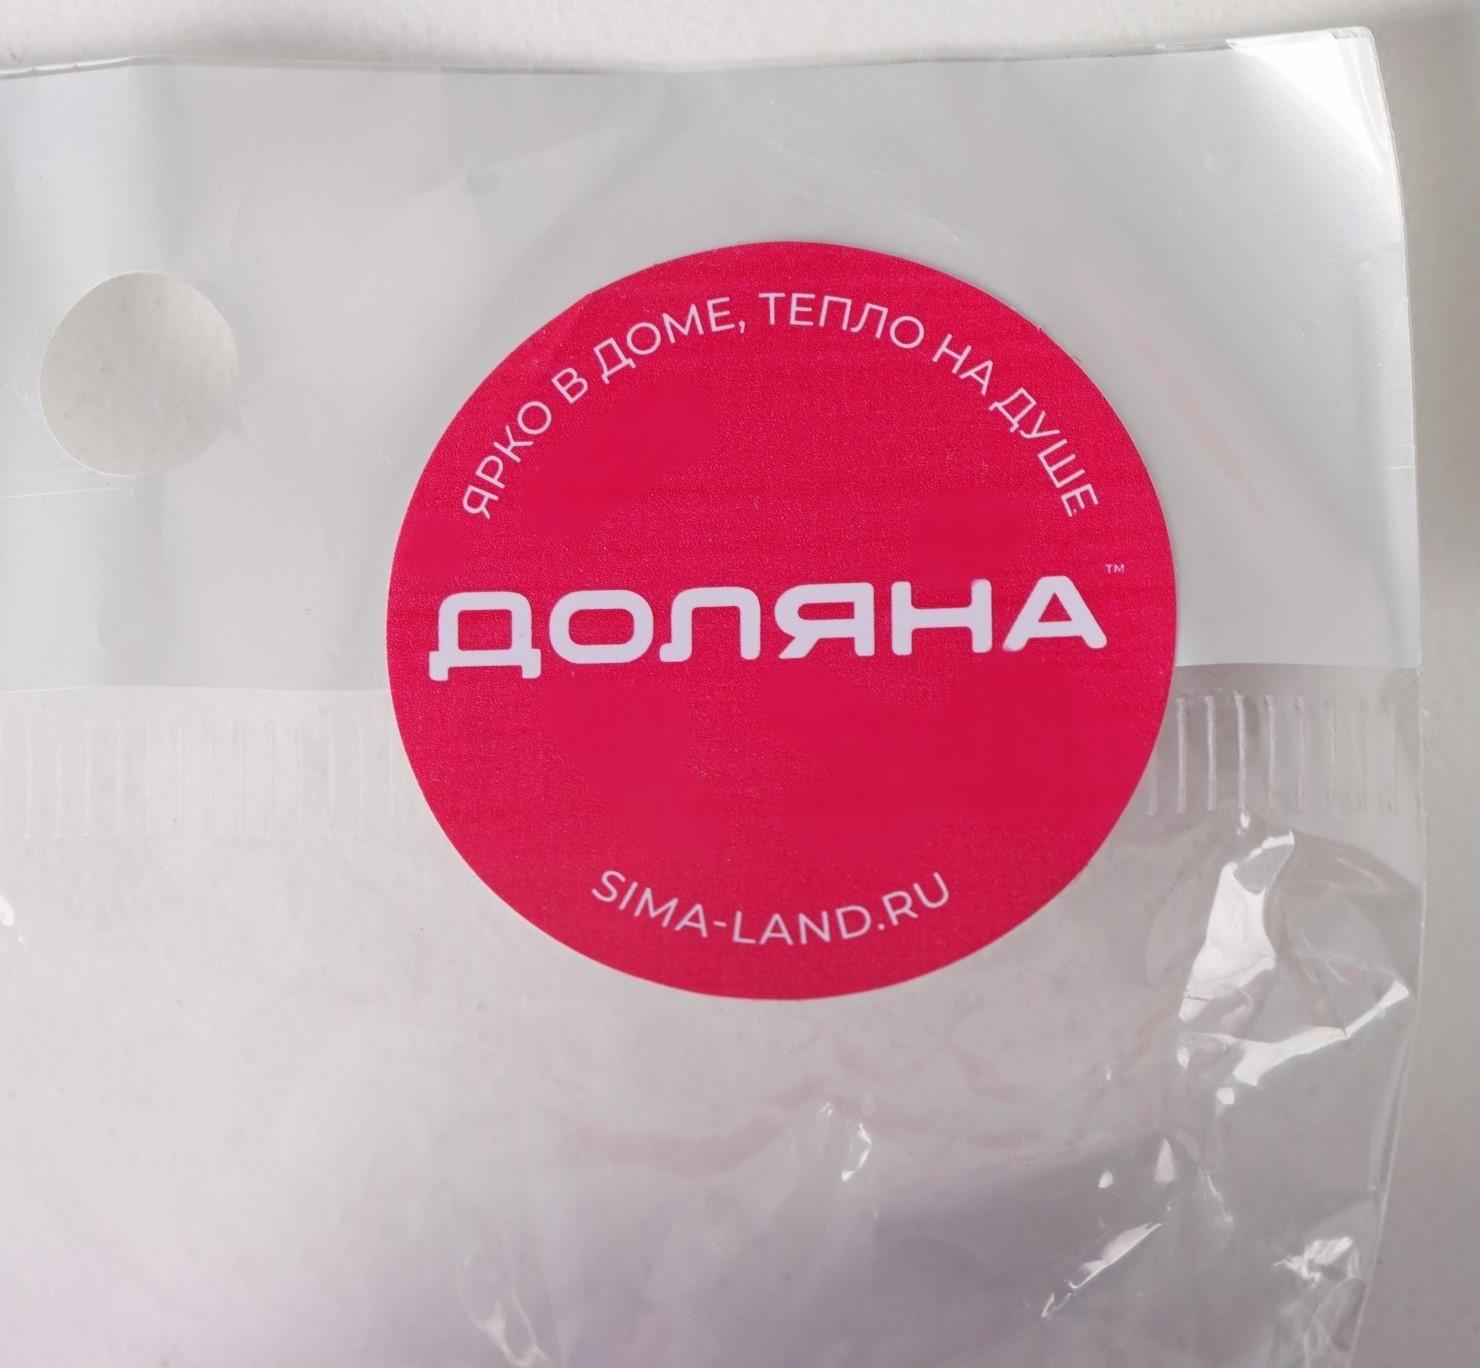 ЯРКО В ДОМЕ, ТЕПЛО НА ДУШЕ
ДОЛЯНА™
SIMA-LAND.RU